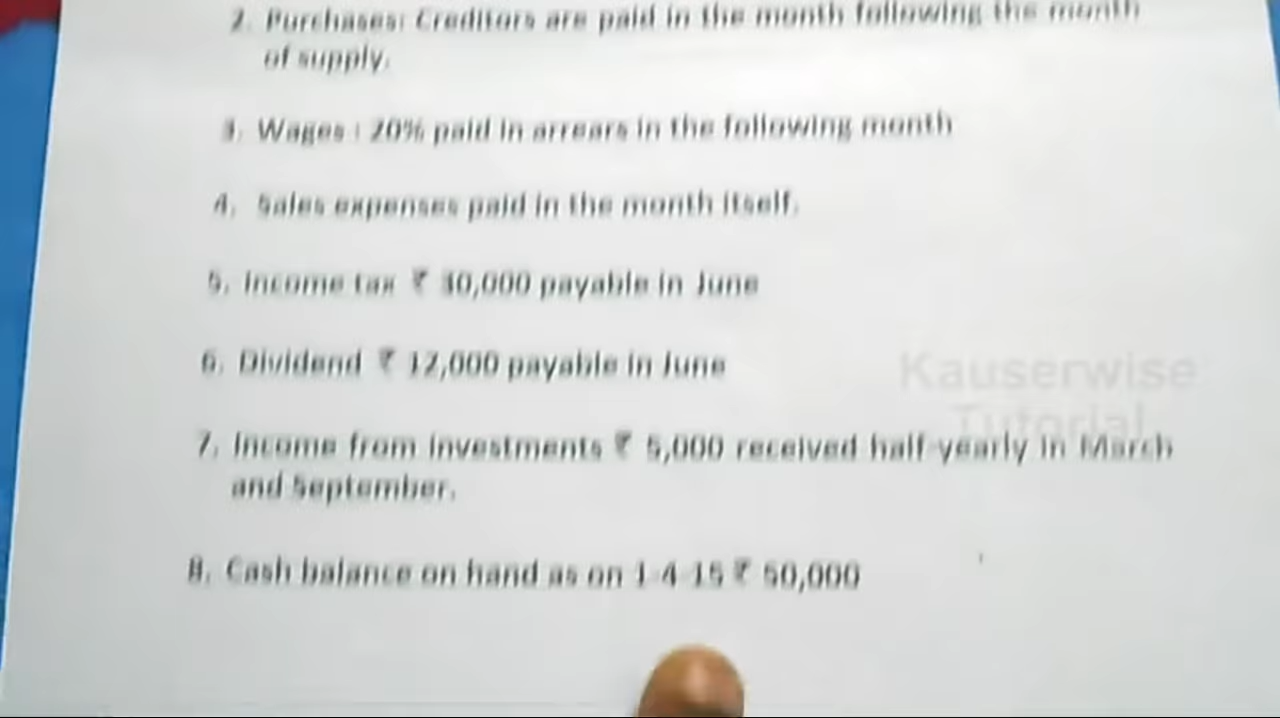 2. Purchases: Creditors are paid in the month following the month
of supply.
3. Wages : 20% paid in arrears in the following month
4. Sales expenses paid in the month itself.
5. Income tax ₹ 30,000 payable in June
6. Dividend ₹ 12,000 payable in June
Kauserwise
Tutorial
7. Income from investments ₹ 5,000 received half-yearly in March
and September.
8. Cash balance on hand as on 1-4-15 ₹ 50,000